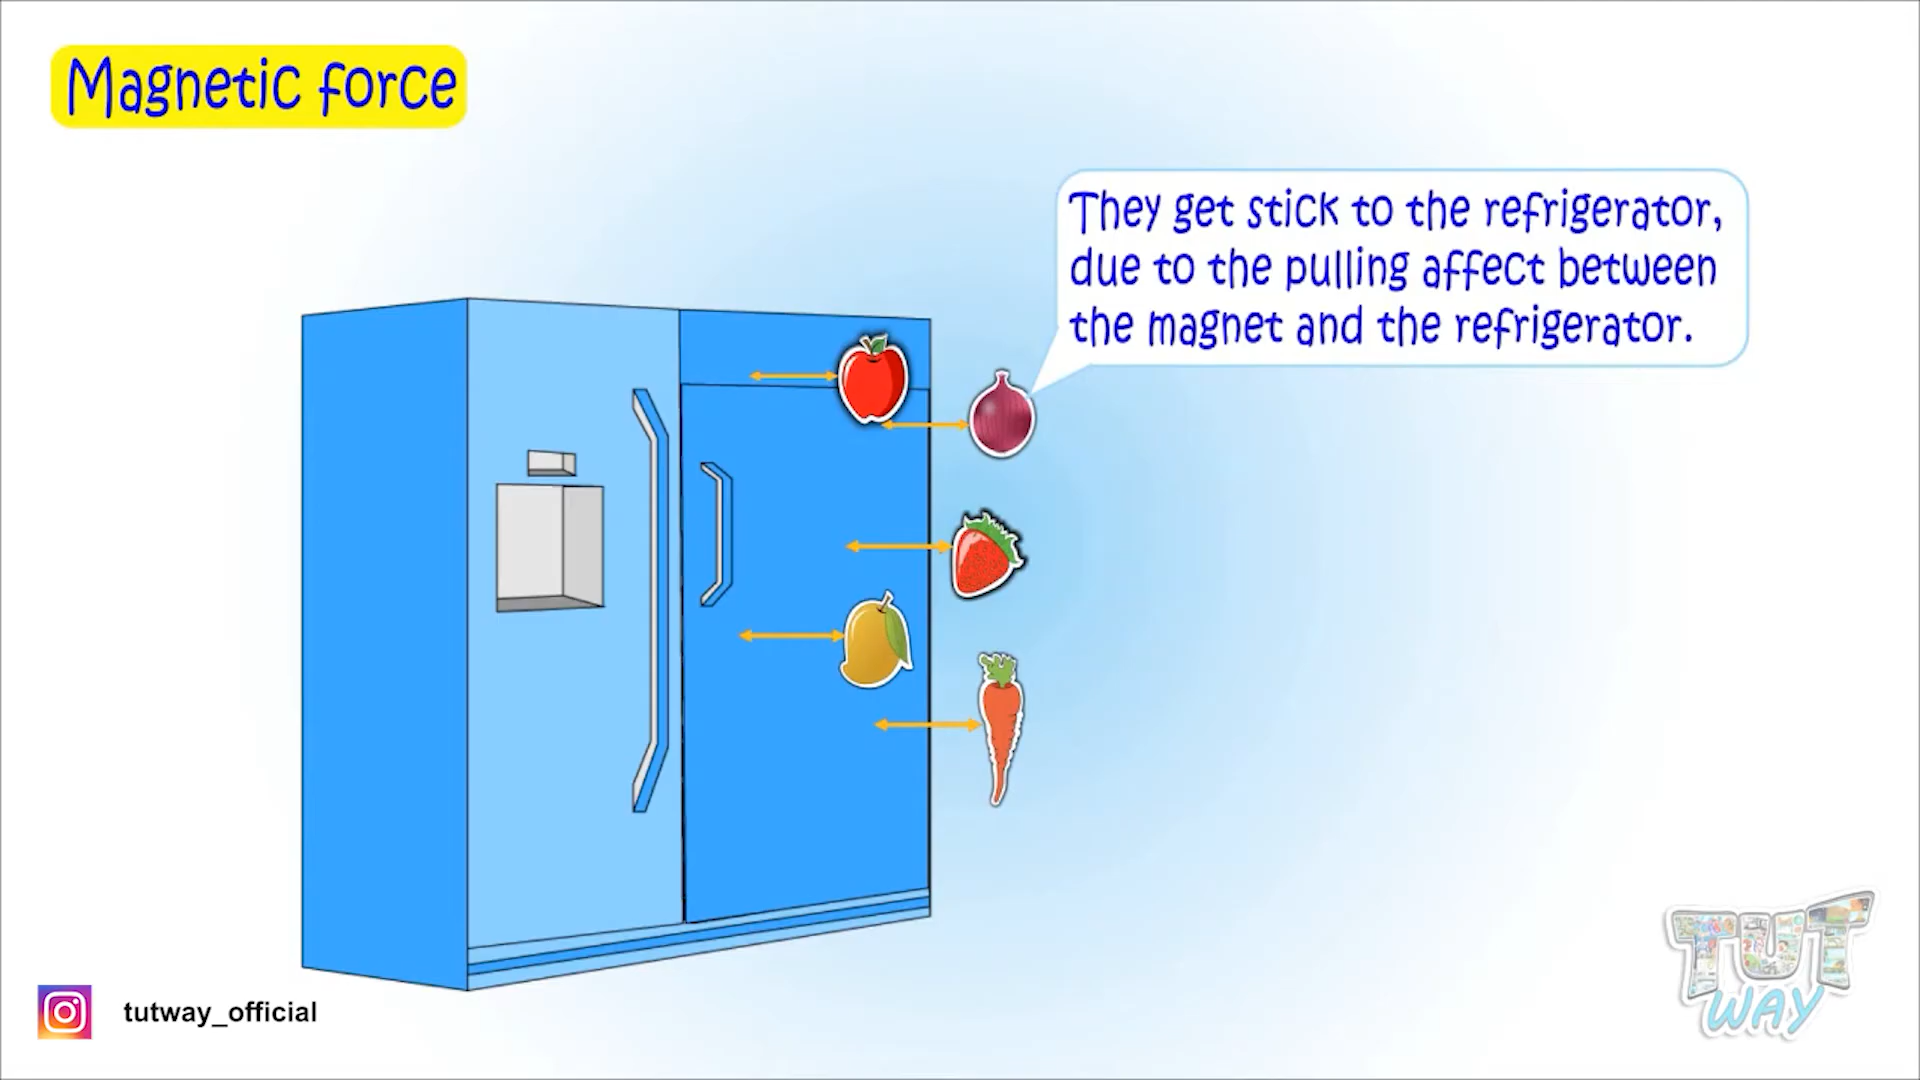 Magnetic force
They get stick to the refrigerator,
due to the pulling affect between
the magnet and the refrigerator.
tutway_official
TUT
WAY